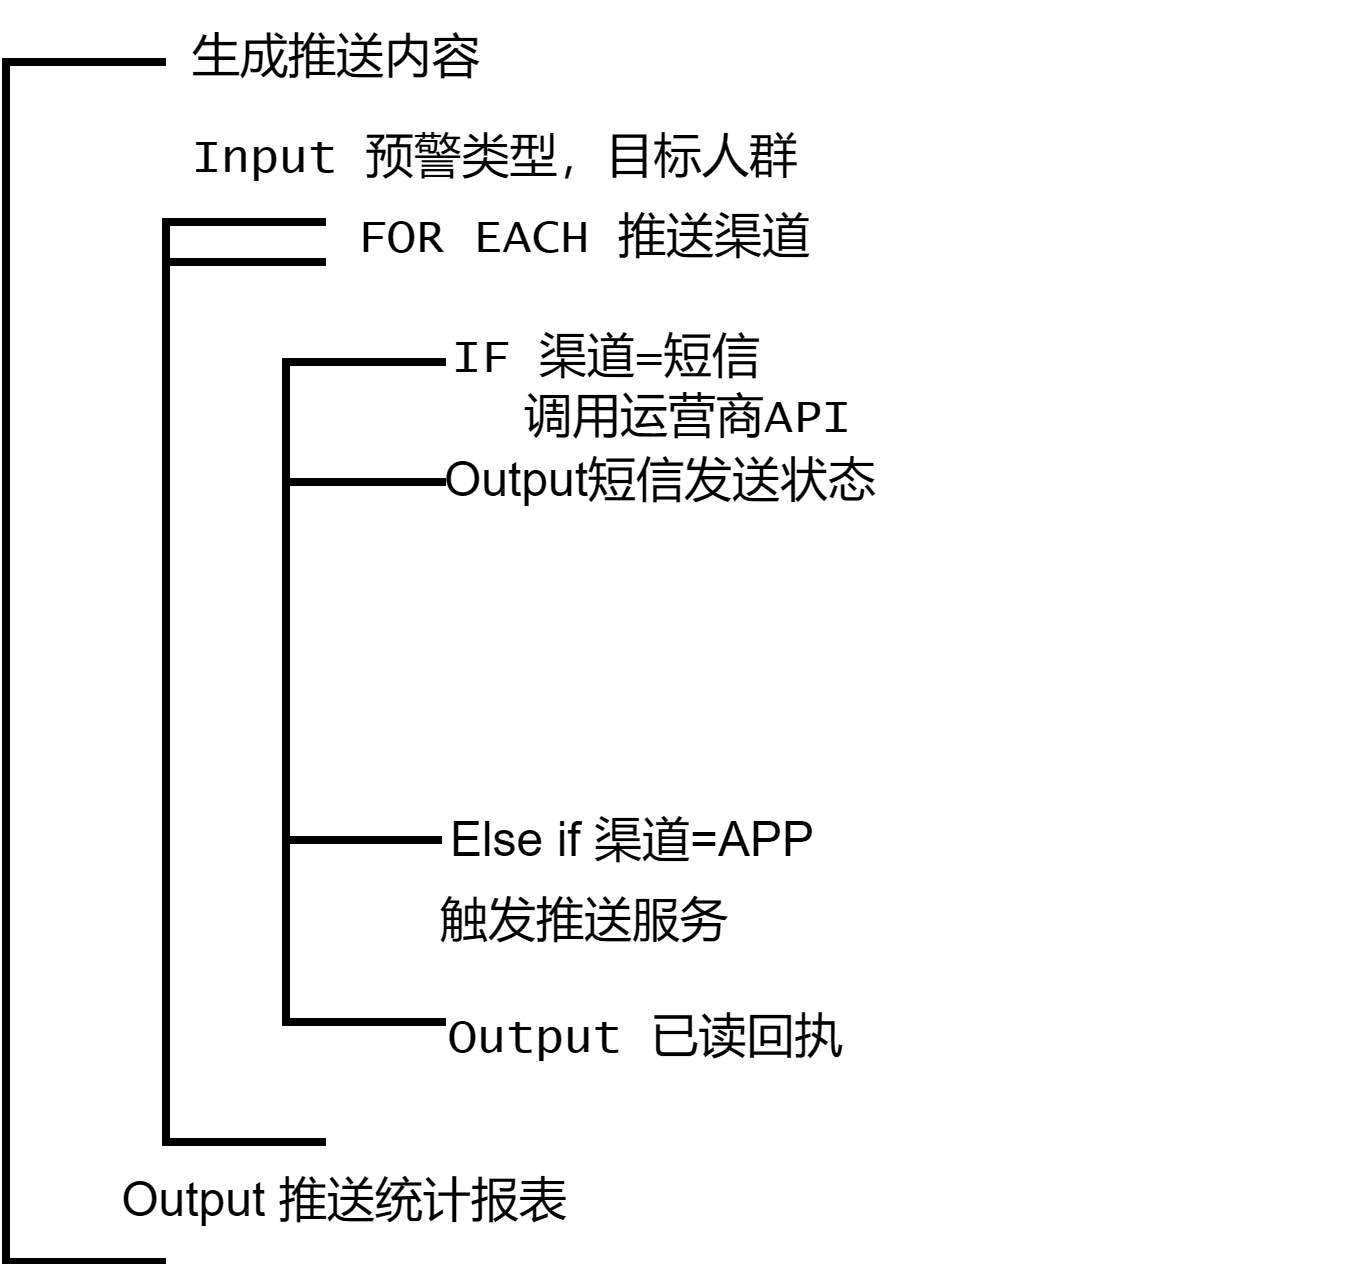 生成推送内容
Input 预警类型，目标人群
FOR EACH 推送渠道
IF 渠道=短信
调用运营商API
Output短信发送状态
Else if 渠道=APP
触发推送服务
Output 已读回执
Output 推送统计报表